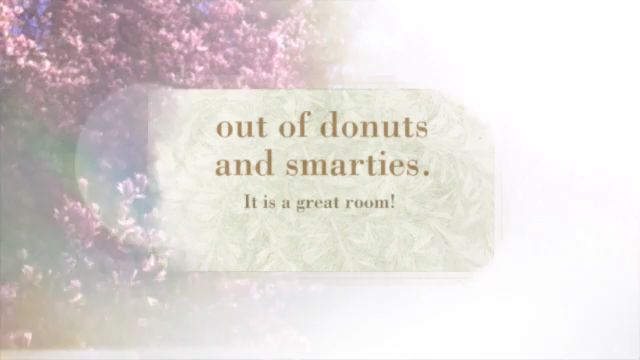 out of donuts
and smarties.
It is a great room!